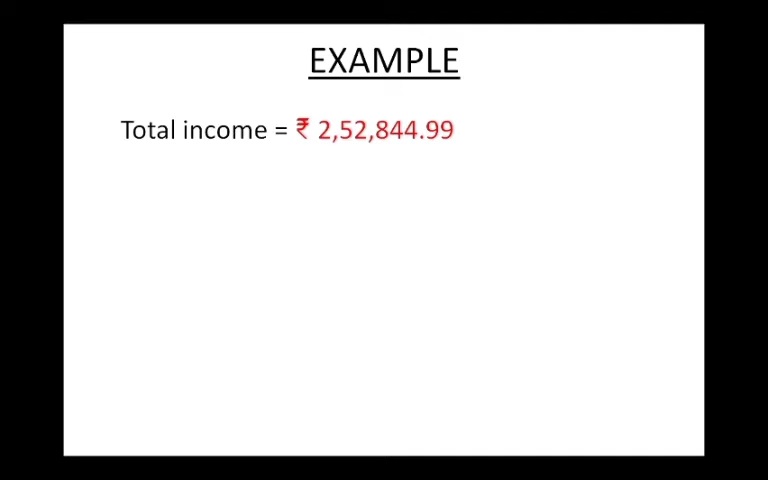 EXAMPLE
Total income = ₹ 2,52,844.99